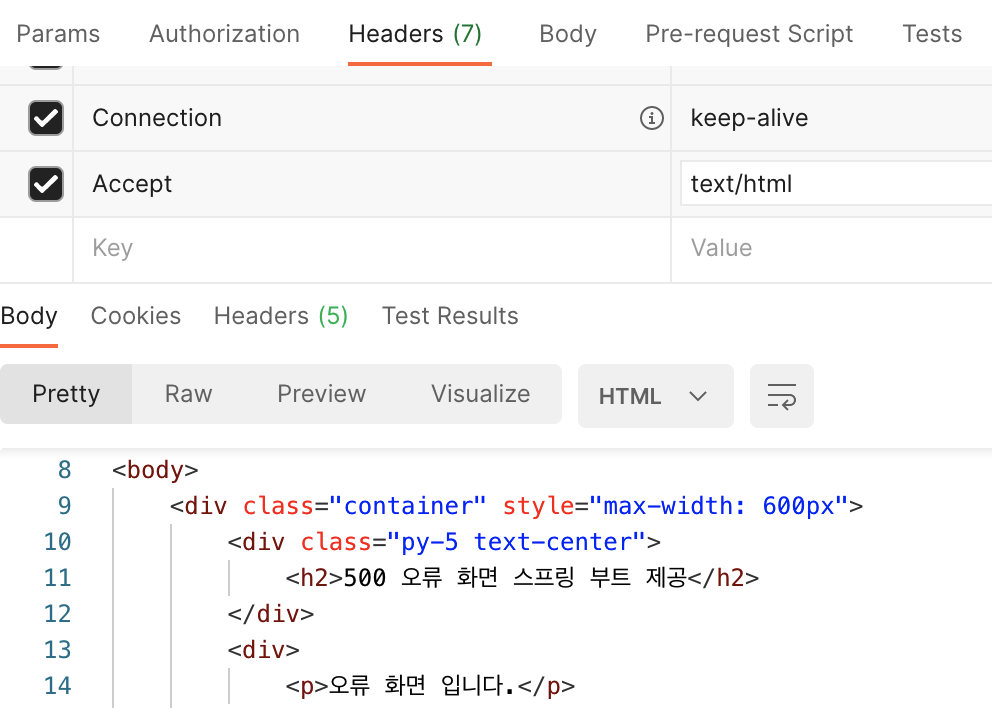 Params Authorization Headers (7) Body Pre-request Script Tests
Connection keep-alive
Accept text/html
Key Value
Body Cookies Headers (5) Test Results
Pretty Raw Preview Visualize HTML
8 <body>
9 <div class="container" style="max-width: 600px">
10 <div class="py-5 text-center">
11 <h2>500 오류 화면 스프링 부트 제공</h2>
12 </div>
13 <div>
14 <p>오류 화면 입니다.</p>